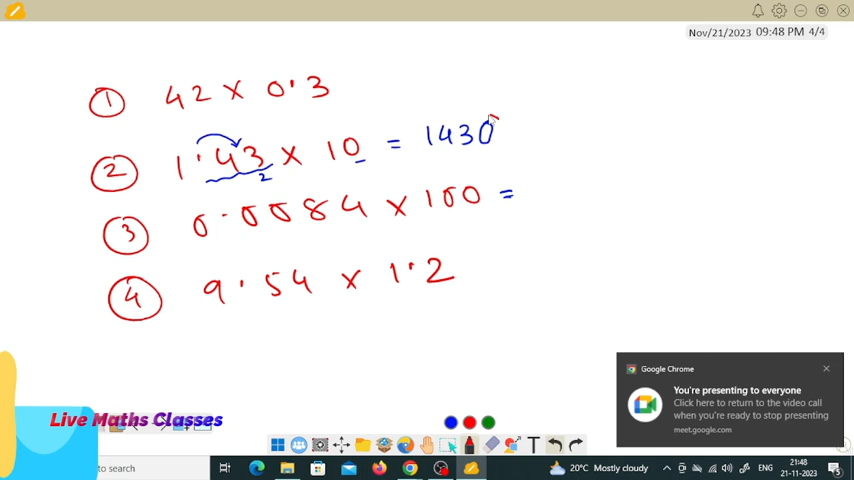 Nov/21/2023 09:48 PM 4/4
1 42 x 0.3
2 1.43 x 10 = 1430
2
3 0.0084 x 100 =
4 9.54 x 1.2
Google Chrome
You're presenting to everyone
Click here to return to the video call
when you're ready to stop presenting
meet.google.com
Live Maths Classes
T
to search
20°C Mostly cloudy
ENG
21:48
21-11-2023
5